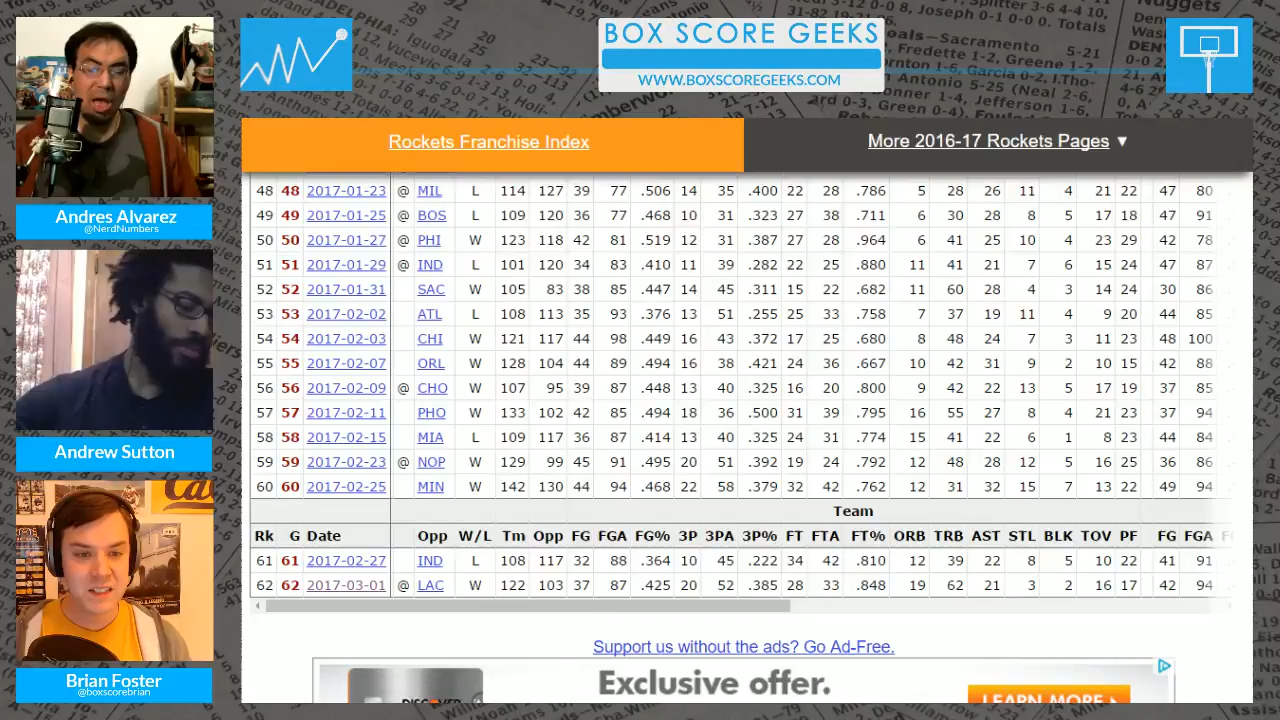 BOX SCORE GEEKS
WWW.BOXSCOREGEEKS.COM
Rockets Franchise Index
More 2016-17 Rockets Pages ▼
48 48 2017-01-23 @ MIL L 114 127 39 77 .506 14 35 .400 22 28 .786 5 28 26 11 4 21 22 47 80
49 49 2017-01-25 @ BOS L 109 120 36 77 .468 10 31 .323 27 38 .711 6 30 28 8 5 17 18 47 91
50 50 2017-01-27 @ PHI W 123 118 42 81 .519 12 31 .387 27 28 .964 6 41 25 10 4 23 29 42 78
51 51 2017-01-29 @ IND L 101 120 34 83 .410 11 39 .282 22 25 .880 11 41 21 7 6 15 24 47 87
52 52 2017-01-31 SAC W 105 83 38 85 .447 14 45 .311 15 22 .682 11 60 28 4 3 14 24 30 86
53 53 2017-02-02 ATL L 108 113 35 93 .376 13 51 .255 25 33 .758 7 37 19 11 4 9 20 44 85
54 54 2017-02-03 CHI W 121 117 44 98 .449 16 43 .372 17 25 .680 8 48 24 7 3 11 23 48 100
55 55 2017-02-07 ORL W 128 104 44 89 .494 16 38 .421 24 36 .667 10 42 31 9 2 10 15 42 88
56 56 2017-02-09 @ CHO W 107 95 39 87 .448 13 40 .325 16 20 .800 9 42 22 13 5 17 19 37 85
57 57 2017-02-11 PHO W 133 102 42 85 .494 18 36 .500 31 39 .795 16 55 27 8 4 21 23 37 94
58 58 2017-02-15 MIA L 109 117 36 87 .414 13 40 .325 24 31 .774 15 41 22 6 1 8 23 44 84
59 59 2017-02-23 @ NOP W 129 99 45 91 .495 20 51 .392 19 24 .792 12 48 28 12 5 16 25 36 86
60 60 2017-02-25 MIN W 142 130 44 94 .468 22 58 .379 32 42 .762 12 31 32 15 7 13 22 49 94
Team
Rk G Date Opp W/L Tm Opp FG FGA FG% 3P 3PA 3P% FT FTA FT% ORB TRB AST STL BLK TOV PF FG FGA
61 61 2017-02-27 IND L 108 117 32 88 .364 10 45 .222 34 42 .810 12 39 22 8 5 10 22 41 91
62 62 2017-03-01 @ LAC W 122 103 37 87 .425 20 52 .385 28 33 .848 19 62 21 3 2 16 17 42 94
Support us without the ads? Go Ad-Free.
Exclusive offer.
LEARN MORE
Andres Alvarez
@NerdNumbers
Andrew Sutton
Brian Foster
@boxscorebrian
Cal